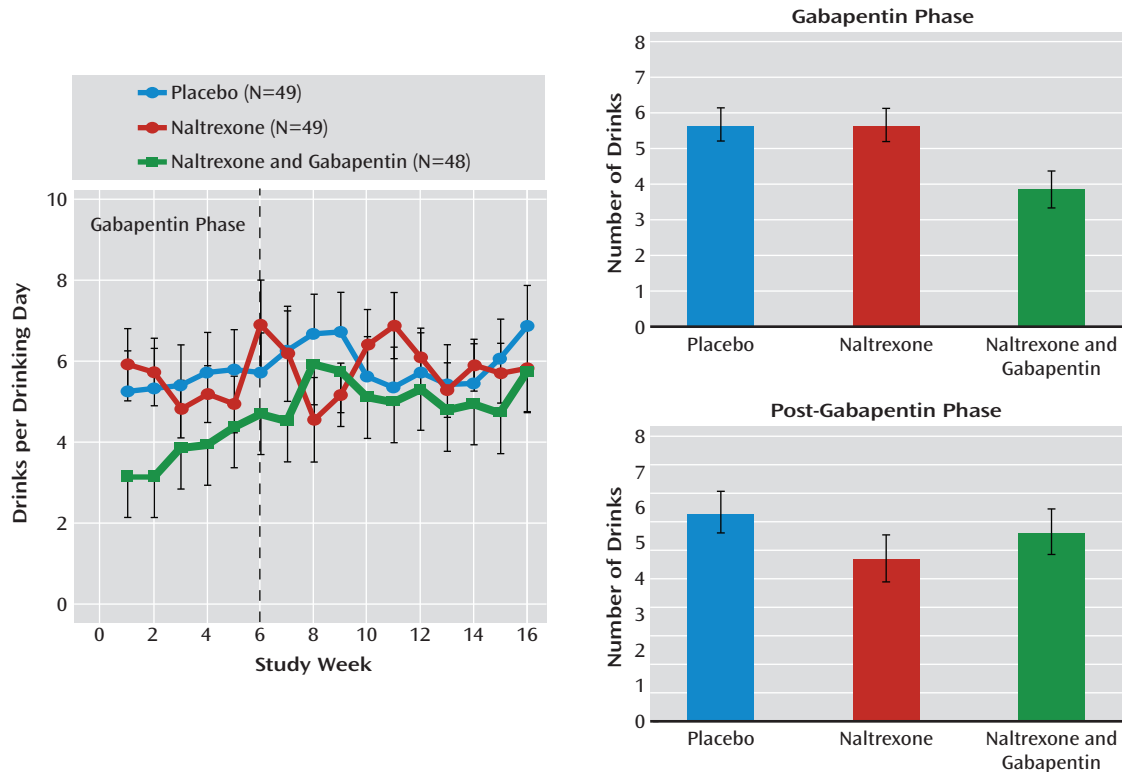 Placebo (N=49)
Naltrexone (N=49)
Naltrexone and Gabapentin (N=48)
Gabapentin Phase
Drinks per Drinking Day
10
8
6
4
2
0
0 2 4 6 8 10 12 14 16
Study Week
Gabapentin Phase
Number of Drinks
8
7
6
5
4
3
2
1
0
Placebo Naltrexone Naltrexone and
Gabapentin
Post-Gabapentin Phase
Number of Drinks
8
7
6
5
4
3
2
1
0
Placebo Naltrexone Naltrexone and
Gabapentin